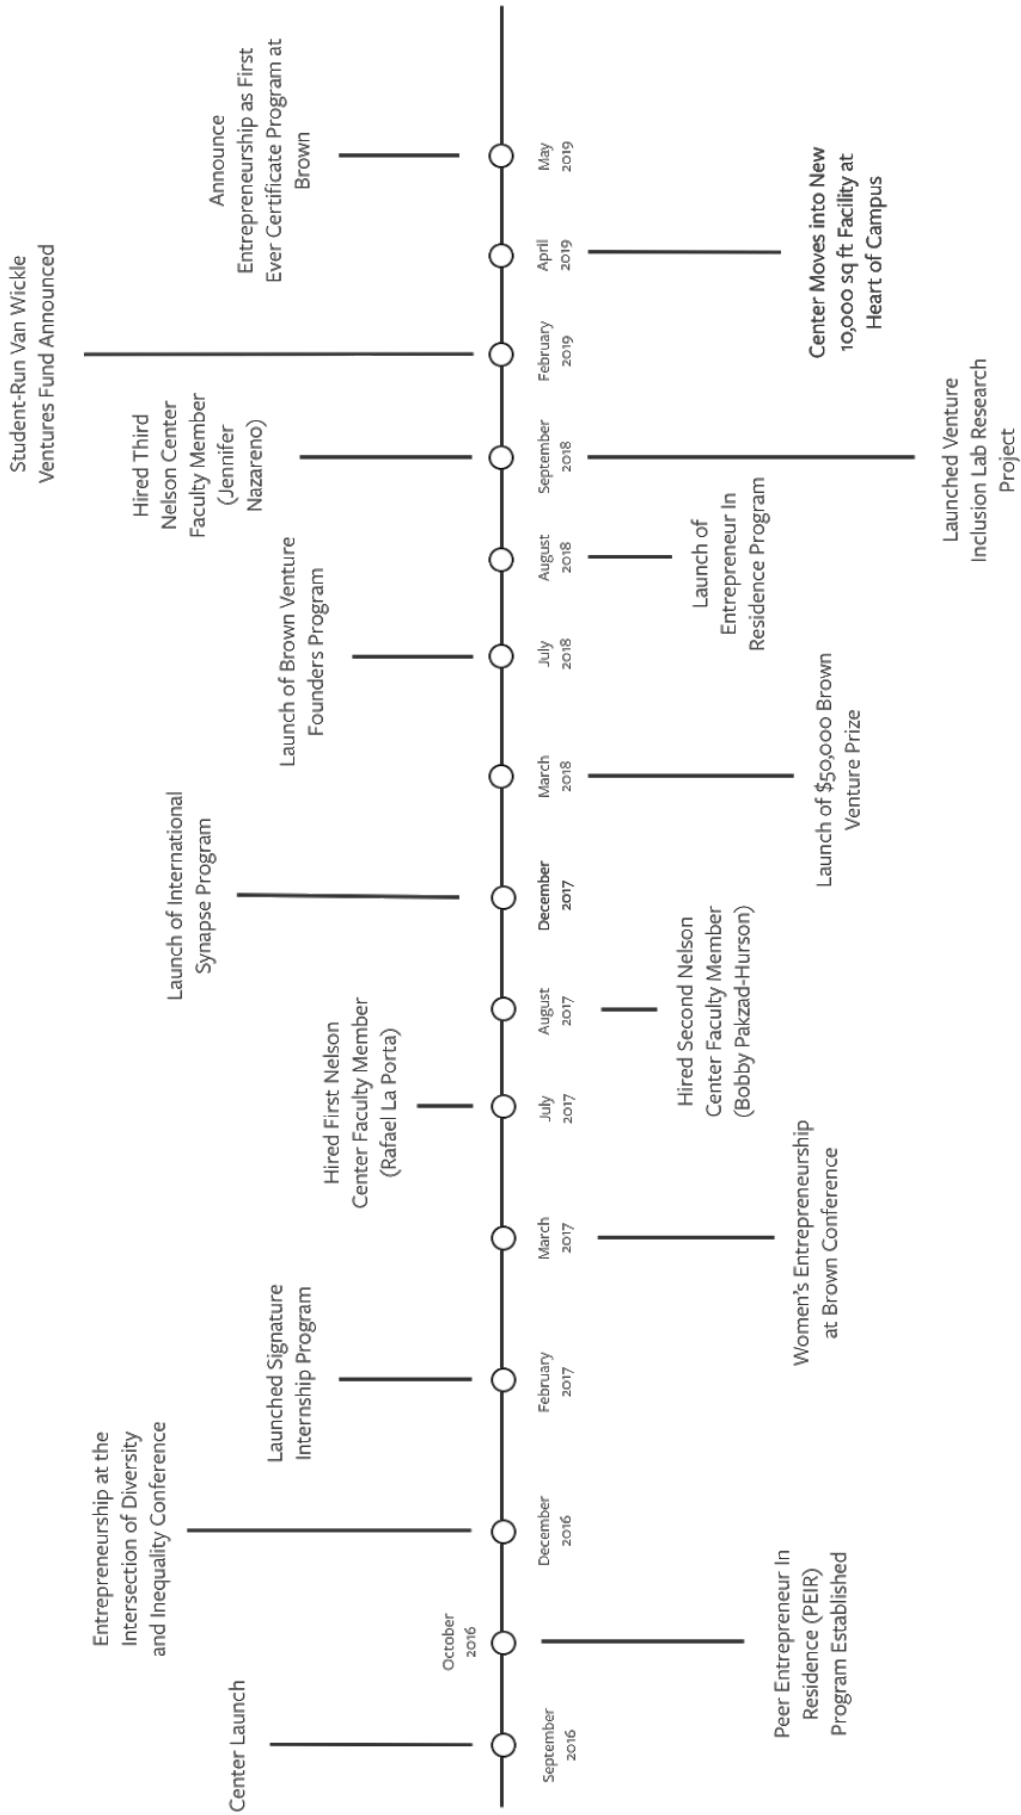 Center Launch
September
2016
October
2016
Peer Entrepreneur In
Residence (PEIR)
Program Established
Entrepreneurship at the
Intersection of Diversity
and Inequality Conference
December
2016
Launched Signature
Internship Program
February
2017
March
2017
Women's Entrepreneurship
at Brown Conference
Hired First Nelson
Center Faculty Member
(Rafael La Porta)
July
2017
August
2017
Hired Second Nelson
Center Faculty Member
(Bobby Pakzad-Hurson)
Launch of International
Synapse Program
December
2017
March
2018
Launch of $50,000 Brown
Venture Prize
Launch of Brown Venture
Founders Program
July
2018
August
2018
Launch of
Entrepreneur In
Residence Program
Hired Third
Nelson Center
Faculty Member
(Jennifer
Nazareno)
September
2018
Launched Venture
Inclusion Lab Research
Project
Student-Run Van Wickle
Ventures Fund Announced
February
2019
April
2019
Center Moves into New
10,000 sq ft Facility at
Heart of Campus
Announce
Entrepreneurship as First
Ever Certificate Program at
Brown
May
2019